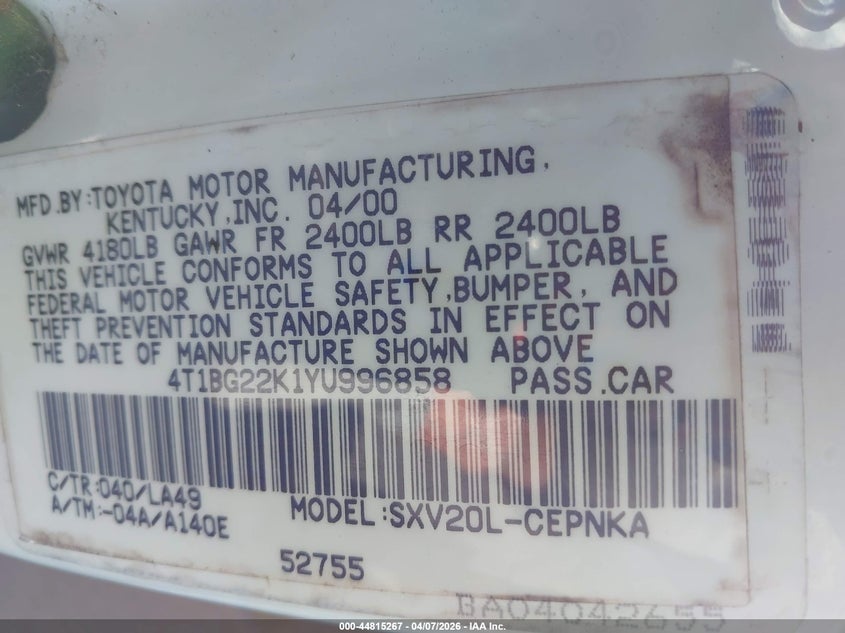 MFD.BY:TOYOTA MOTOR MANUFACTURING.
KENTUCKY,INC. 04/00
GVWR 4180LB GAWR FR 2400LB RR 2400LB
THIS VEHICLE CONFORMS TO ALL APPLICABLE
FEDERAL MOTOR VEHICLE SAFETY,BUMPER, AND
THEFT PREVENTION STANDARDS IN EFFECT ON
THE DATE OF MANUFACTURE SHOWN ABOVE
4T1BG22K1YU996858 PASS.CAR
C/TR:040/LA49
A/TM:-04A/A140E
MODEL:SXV20L-CEPNKA
52755
BA04042655
000-44815267 - 04/07/2026 - IAA Inc.